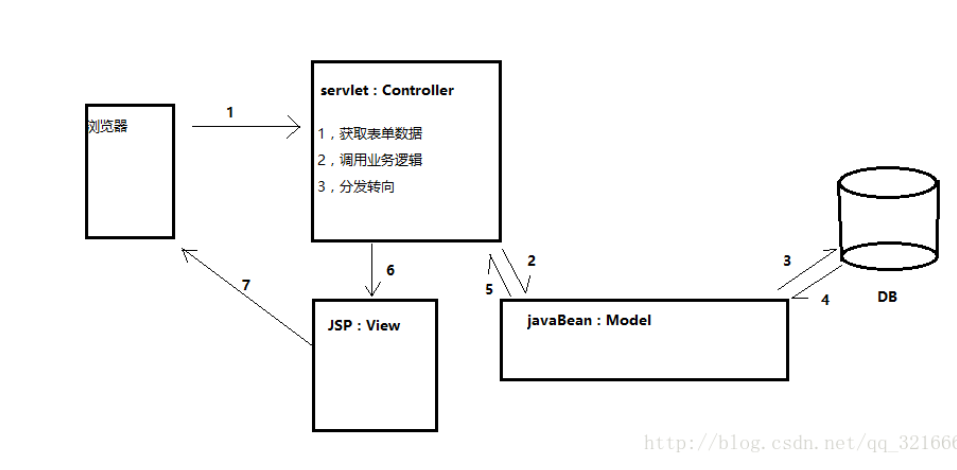 servlet : Controller
1
浏览器
1，获取表单数据
2，调用业务逻辑
3，分发转向
2
3
6
7
5
4
DB
JSP : View
javaBean : Model
http://blog.csdn.net/qq_321666